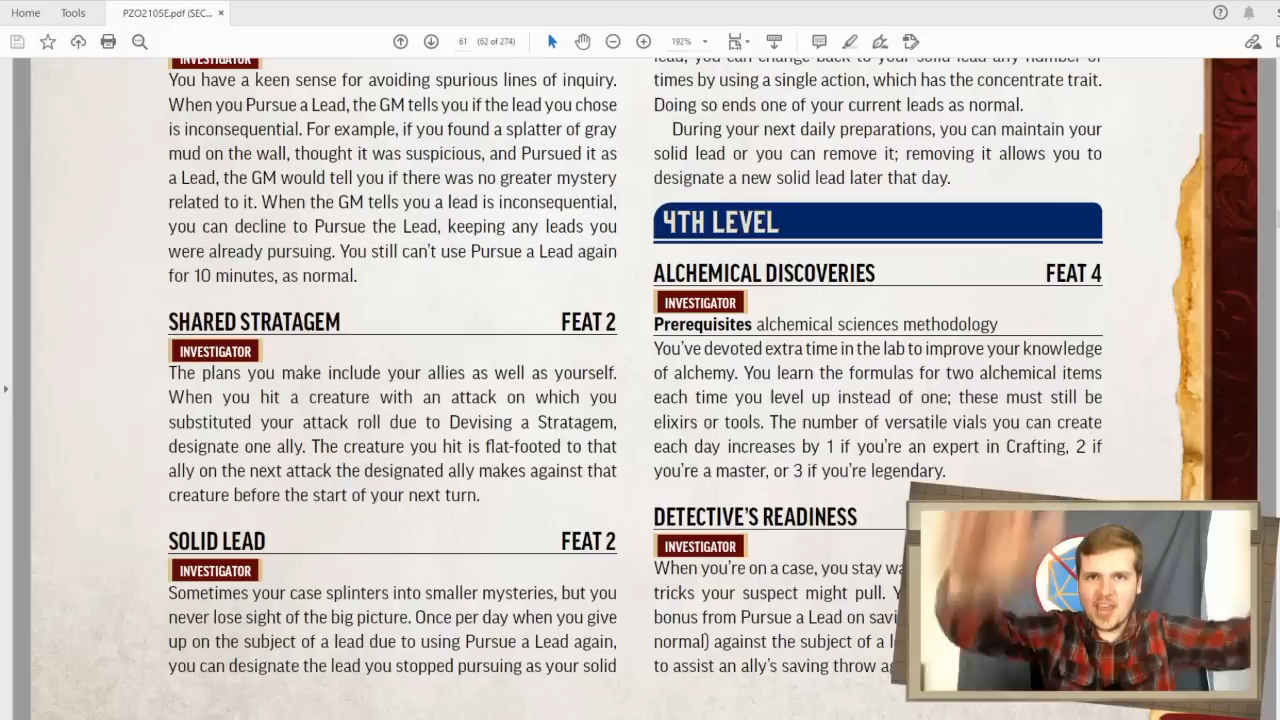 Home
Tools
PZO2105E.pdf (SEC...
61
(62 of 274)
192%
INVESTIGATOR
You have a keen sense for avoiding spurious lines of inquiry.
When you Pursue a Lead, the GM tells you if the lead you chose
is inconsequential. For example, if you found a splatter of gray
mud on the wall, thought it was suspicious, and Pursued it as
a Lead, the GM would tell you if there was no greater mystery
related to it. When the GM tells you a lead is inconsequential,
you can decline to Pursue the Lead, keeping any leads you
were already pursuing. You still can't use Pursue a Lead again
for 10 minutes, as normal.
SHARED STRATAGEM FEAT 2
INVESTIGATOR
The plans you make include your allies as well as yourself.
When you hit a creature with an attack on which you
substituted your attack roll due to Devising a Stratagem,
designate one ally. The creature you hit is flat-footed to that
ally on the next attack the designated ally makes against that
creature before the start of your next turn.
SOLID LEAD FEAT 2
INVESTIGATOR
Sometimes your case splinters into smaller mysteries, but you
never lose sight of the big picture. Once per day when you give
up on the subject of a lead due to using Pursue a Lead again,
you can designate the lead you stopped pursuing as your solid
lead, you can change back to your solid lead any number of
times by using a single action, which has the concentrate trait.
Doing so ends one of your current leads as normal.
During your next daily preparations, you can maintain your
solid lead or you can remove it; removing it allows you to
designate a new solid lead later that day.
4TH LEVEL
ALCHEMICAL DISCOVERIES FEAT 4
INVESTIGATOR
Prerequisites alchemical sciences methodology
You've devoted extra time in the lab to improve your knowledge
of alchemy. You learn the formulas for two alchemical items
each time you level up instead of one; these must still be
elixirs or tools. The number of versatile vials you can create
each day increases by 1 if you're an expert in Crafting, 2 if
you're a master, or 3 if you're legendary.
DETECTIVE'S READINESS
INVESTIGATOR
When you're on a case, you stay
tricks your suspect might pull.
bonus from Pursue a Lead on
normal) against the subject of a
to assist an ally's saving throw